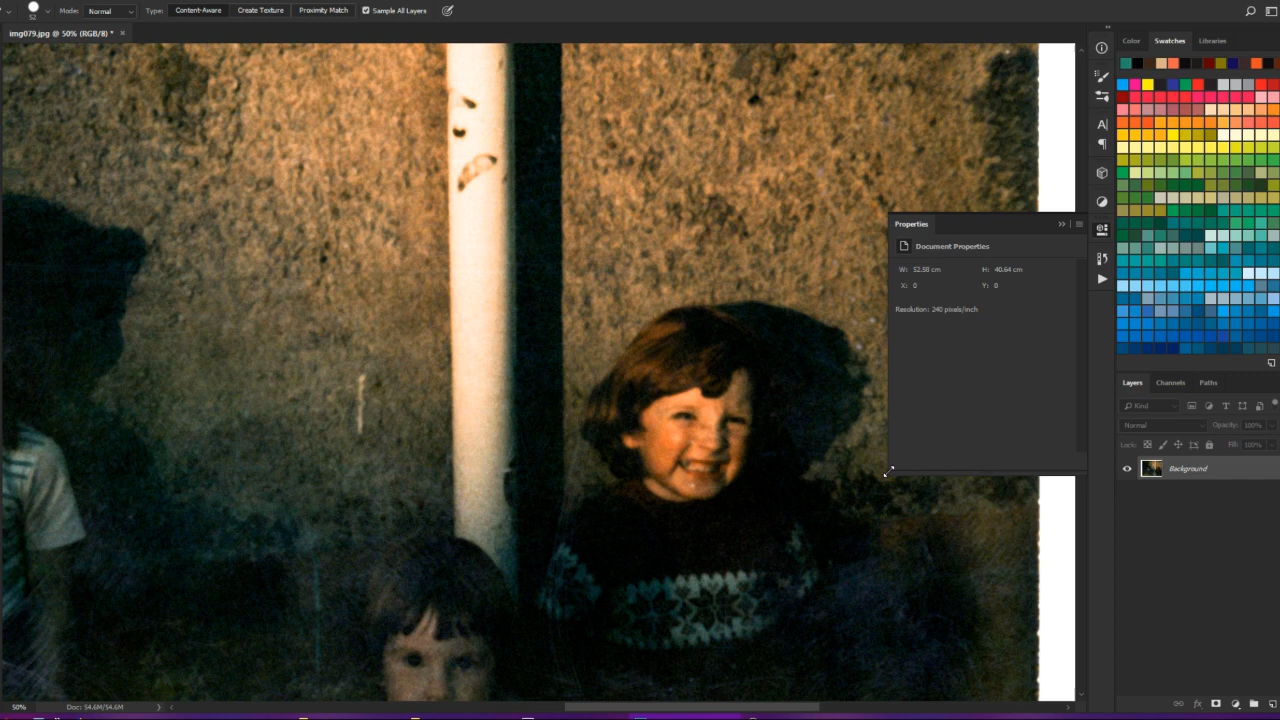 52
Mode: Normal
Type: Content-Aware Create Texture Proximity Match
Sample All Layers
img079.jpg @ 50% (RGB/8) * ×
Color Swatches Libraries
Properties
Document Properties
W: 52.58 cm H: 40.64 cm
X: 0 Y: 0
Resolution: 240 pixels/inch
Layers Channels Paths
Kind
Normal Opacity: 100%
Lock: Fill: 100%
Background
fx
50% Doc: 54.6M/54.6M